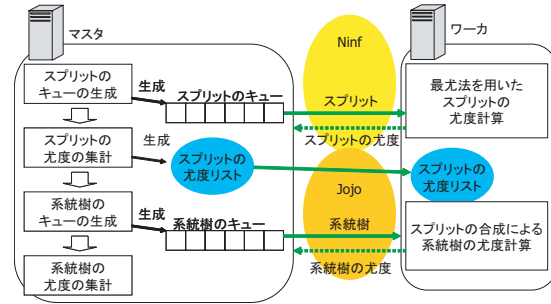 マスタ
スプリットの
キューの生成
生成
スプリットのキュー
スプリットの
尤度の集計
生成
スプリットの
尤度リスト
系統樹の
キューの生成
生成
系統樹のキュー
系統樹の
尤度の集計
Ninf
スプリット
スプリットの尤度
Jojo
系統樹
系統樹の尤度
ワーカ
最尤法を用いた
スプリットの
尤度計算
スプリットの
尤度リスト
スプリットの合成による
系統樹の尤度計算